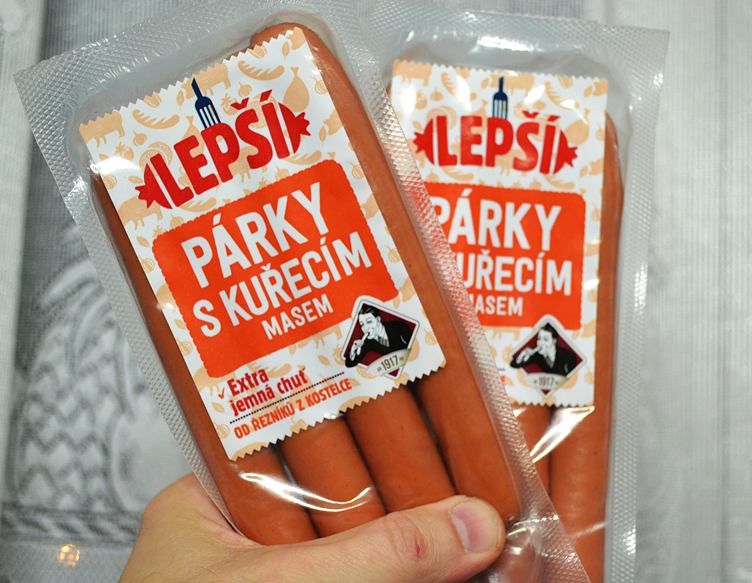 LEPŠÍ
PÁRKY
S KUŘECÍM
MASEM
1917
Extra
jemná chuť
OD ŘEZNÍKŮ Z KOSTELCE
LEPŠÍ
PÁRKY
KUŘECÍM
MASEM
1917